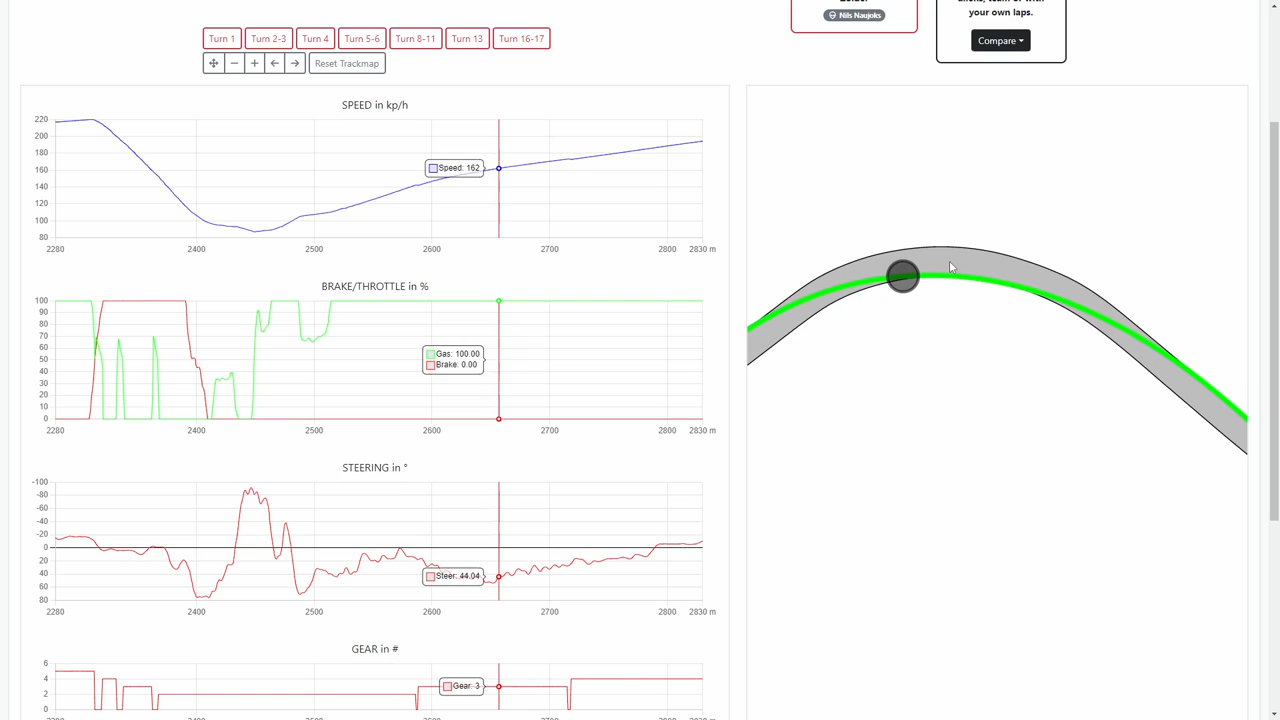 aliens, team or with
your own laps.
Nils Naujoks
Compare
Turn 1 Turn 2-3 Turn 4 Turn 5-6 Turn 8-11 Turn 13 Turn 16-17
Reset Trackmap
SPEED in kp/h
220
200
180
160
140
120
100
80
Speed: 162
2280 2400 2500 2600 2700 2800 2830 m
BRAKE/THROTTLE in %
100
90
80
70
60
50
40
30
20
10
0
Gas: 100.00
Brake: 0.00
2280 2400 2500 2600 2700 2800 2830 m
STEERING in °
-100
-80
-60
-40
-20
0
20
40
60
80
Steer: 44.04
2280 2400 2500 2600 2700 2800 2830 m
GEAR in #
6
4
2
0
Gear: 3